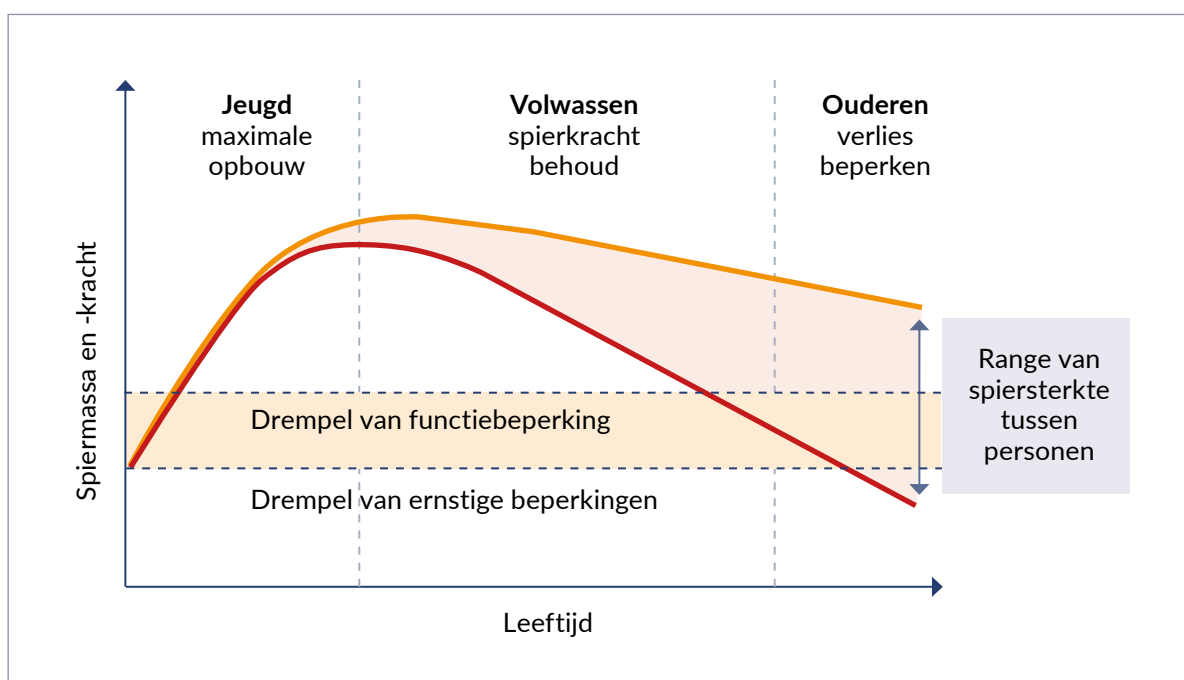 Jeugd
maximale
opbouw
Volwassen
spierkracht
behoud
Ouderen
verlies
beperken
Spiermassa en -kracht
Drempel van functiebeperking
Drempel van ernstige beperkingen
Range van
spiersterkte
tussen
personen
Leeftijd